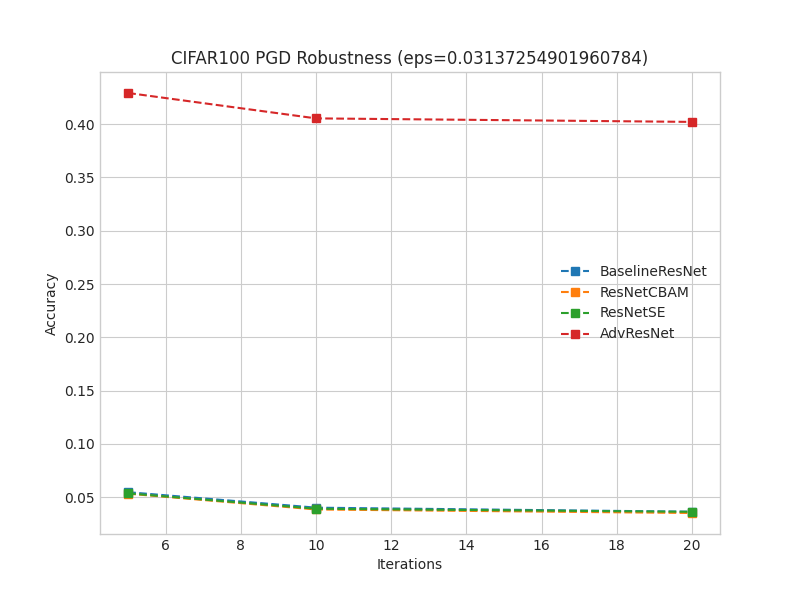 CIFAR100 PGD Robustness (eps=0.03137254901960784)
Accuracy
0.40
0.35
0.30
0.25
0.20
0.15
0.10
0.05
BaselineResNet
ResNetCBAM
ResNetSE
AdvResNet
6 8 10 12 14 16 18 20
Iterations